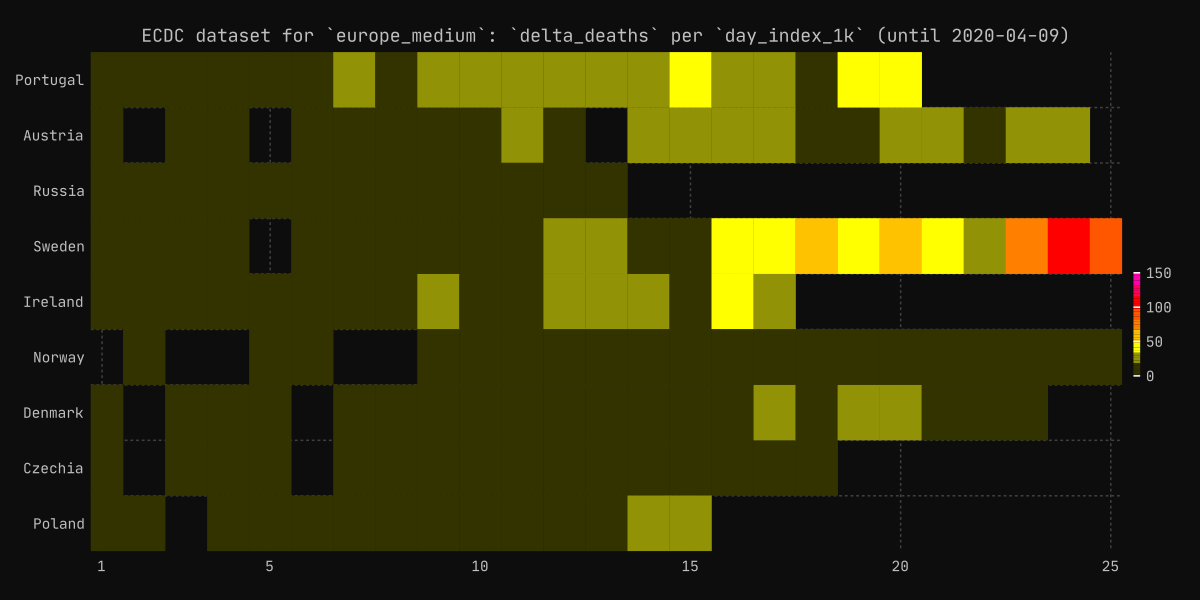 ECDC dataset for `europe_medium`: `delta_deaths` per `day_index_1k` (until 2020-04-09)
Portugal
Austria
Russia
Sweden
Ireland
Norway
Denmark
Czechia
Poland
1 5 10 15 20 25
150
100
50
0